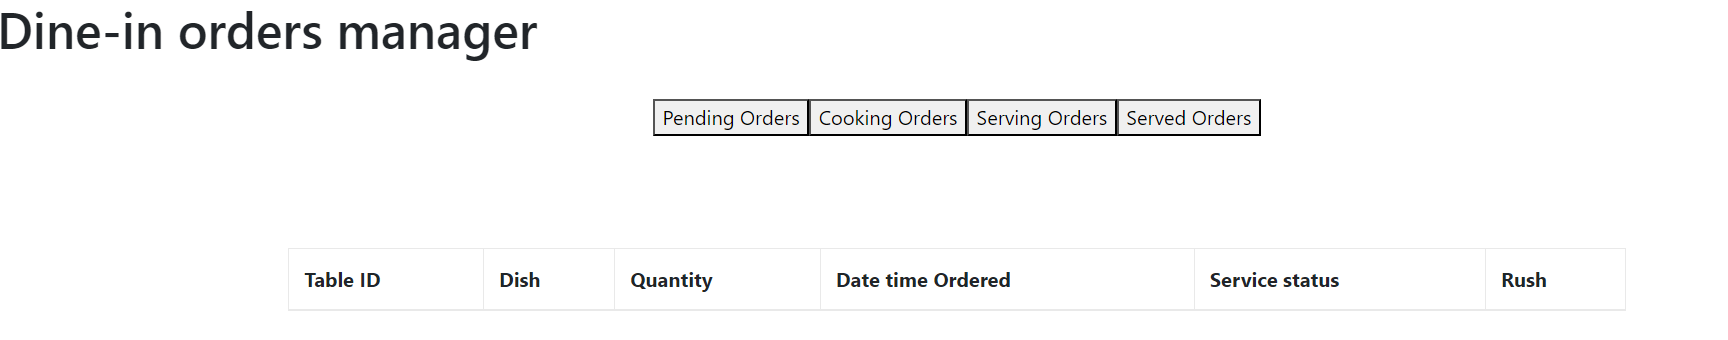 Dine-in orders manager
Pending Orders Cooking Orders Serving Orders Served Orders
Table ID Dish Quantity Date time Ordered Service status Rush